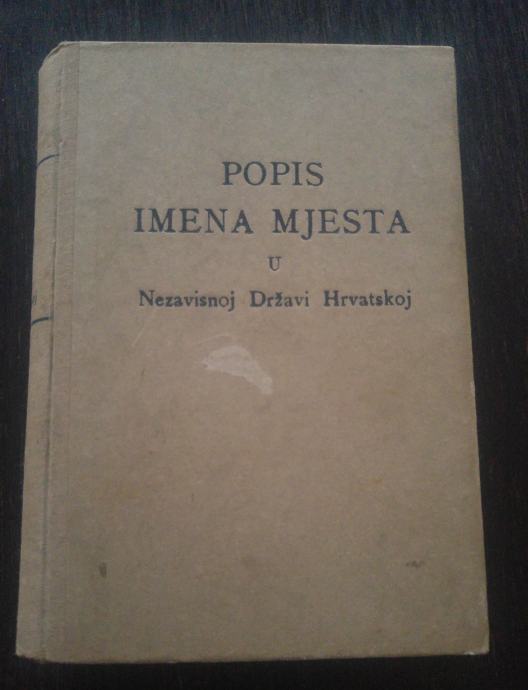 POPIS
IMENA MJESTA
U
Nezavisnoj Državi Hrvatskoj